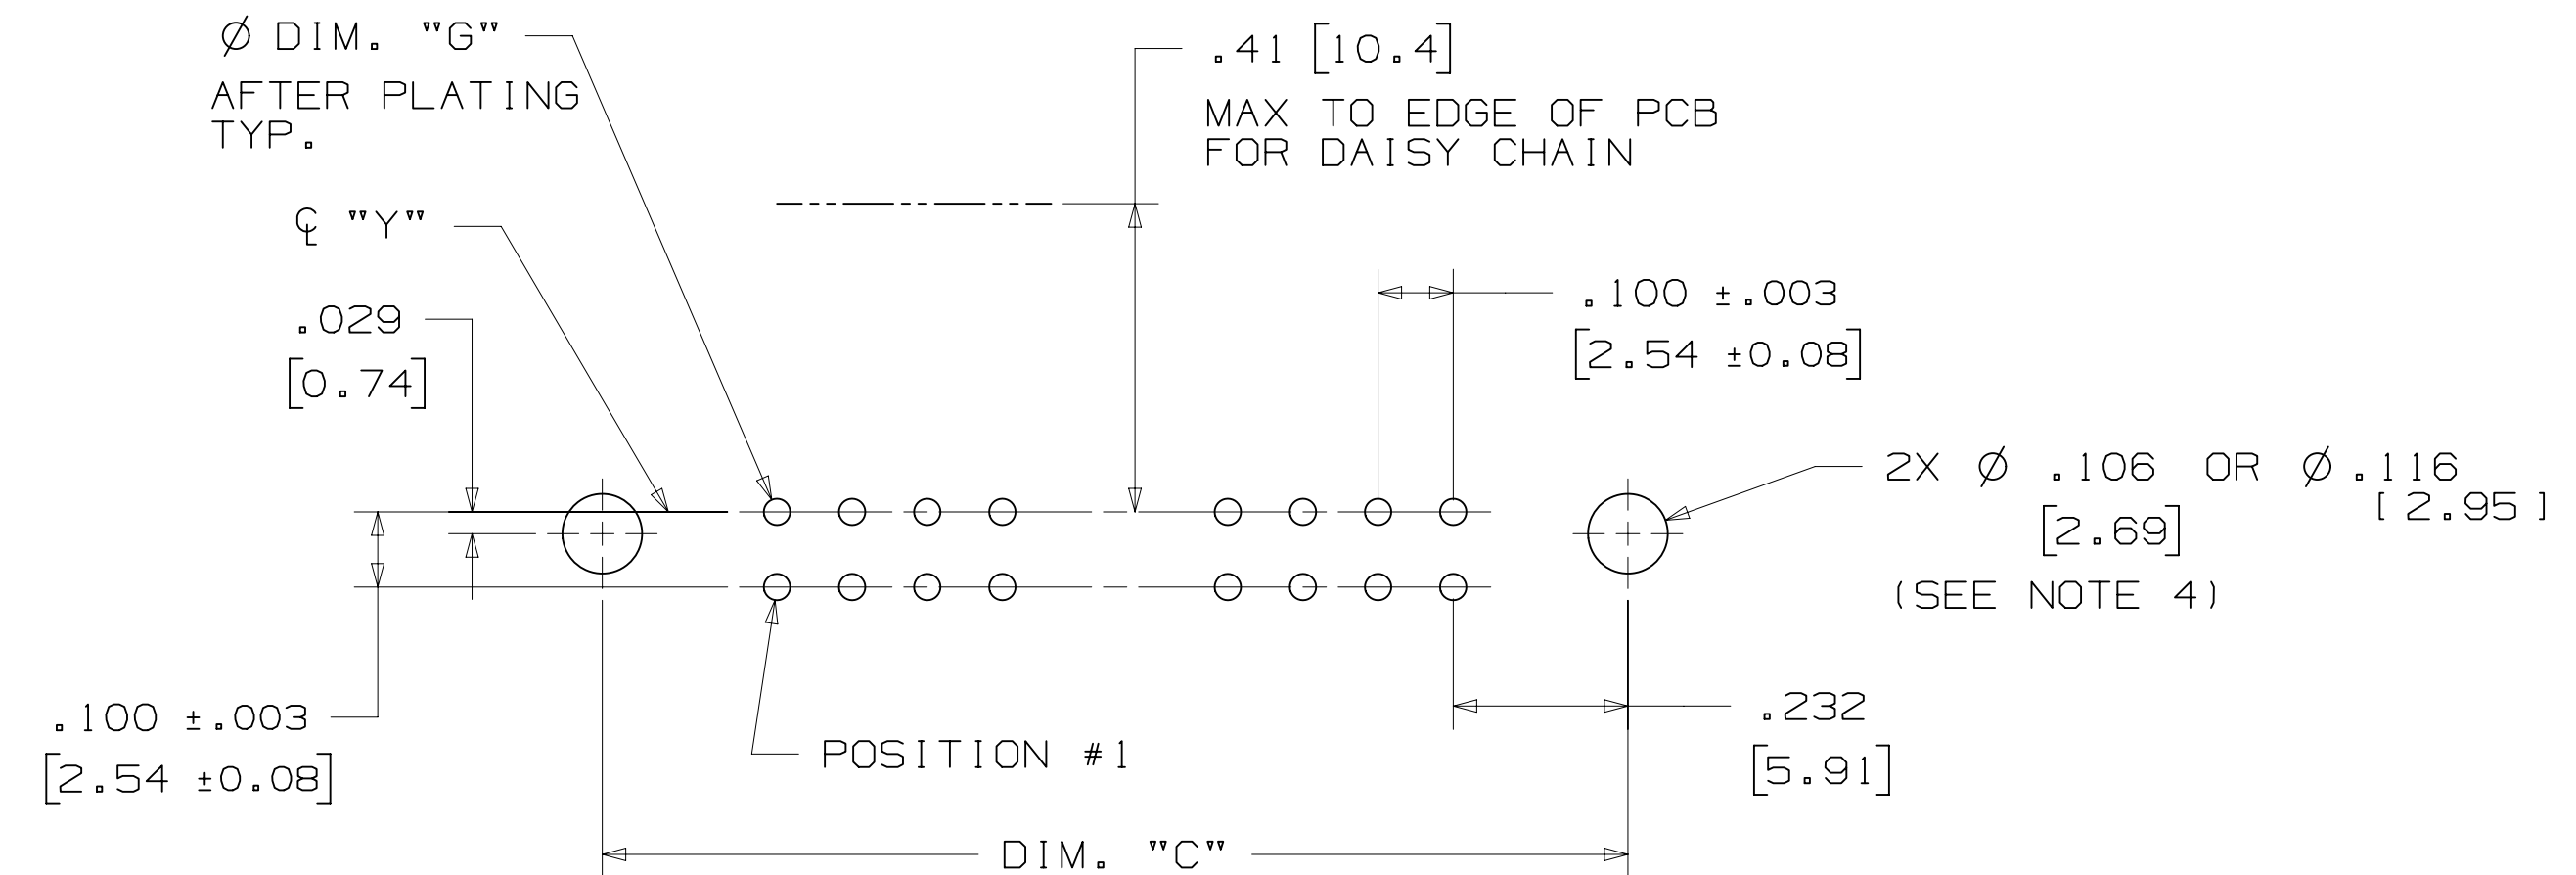 Ø DIM. "G"
AFTER PLATING
TYP.
℄ "Y"
.029
[0.74]
.41 [10.4]
MAX TO EDGE OF PCB
FOR DAISY CHAIN
.100 ±.003
[2.54 ±0.08]
2X Ø .106 OR Ø .116
[2.69] [2.95]
(SEE NOTE 4)
.100 ±.003
[2.54 ±0.08]
POSITION #1
.232
[5.91]
DIM. "C"